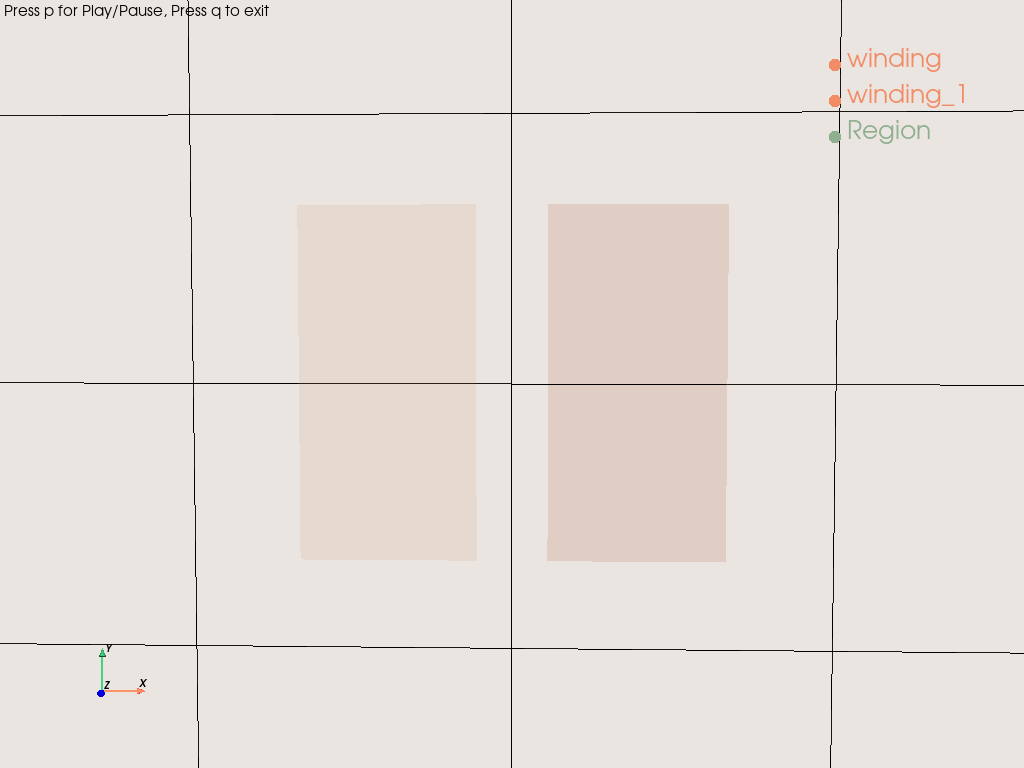 Press p for Play/Pause, Press q to exit
winding
winding_1
Region
Y
Z
X